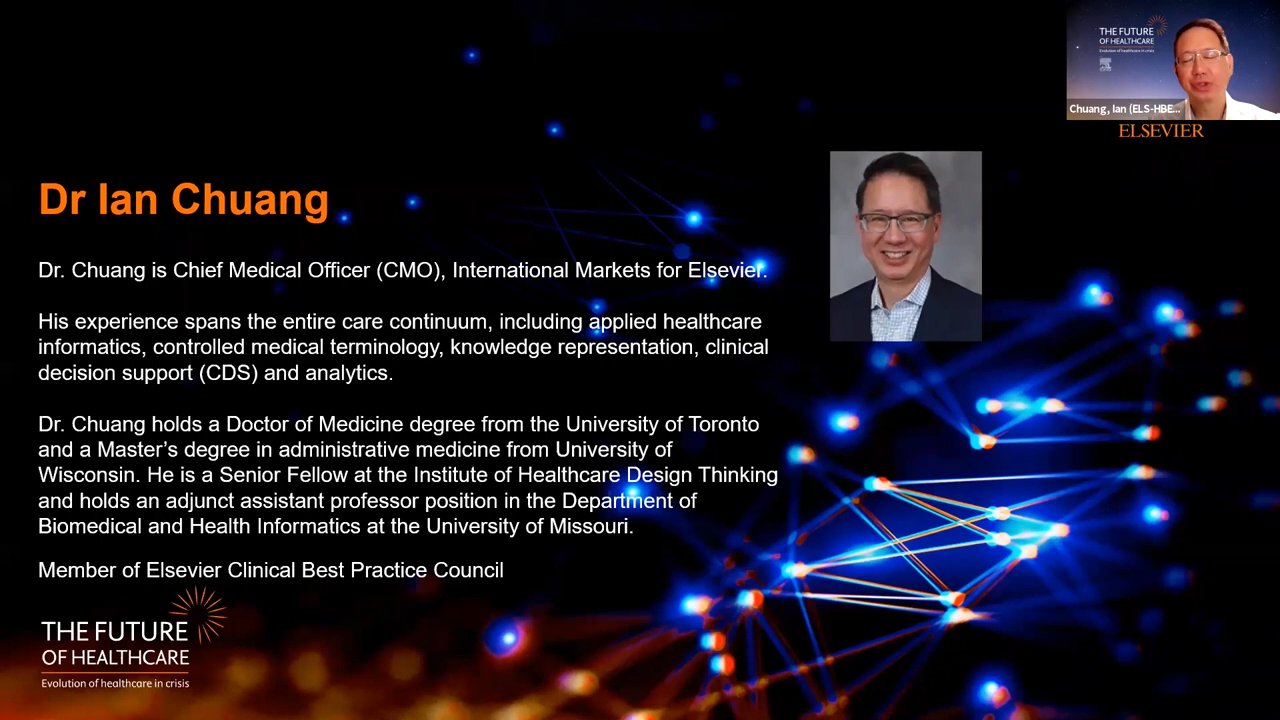 THE FUTURE
OF HEALTHCARE
Evolution of healthcare in crisis
Chuang, Ian (ELS-HBE...
ELSEVIER
Dr Ian Chuang
Dr. Chuang is Chief Medical Officer (CMO), International Markets for Elsevier.
His experience spans the entire care continuum, including applied healthcare
informatics, controlled medical terminology, knowledge representation, clinical
decision support (CDS) and analytics.
Dr. Chuang holds a Doctor of Medicine degree from the University of Toronto
and a Master’s degree in administrative medicine from University of
Wisconsin. He is a Senior Fellow at the Institute of Healthcare Design Thinking
and holds an adjunct assistant professor position in the Department of
Biomedical and Health Informatics at the University of Missouri.
Member of Elsevier Clinical Best Practice Council
THE FUTURE
OF HEALTHCARE
Evolution of healthcare in crisis